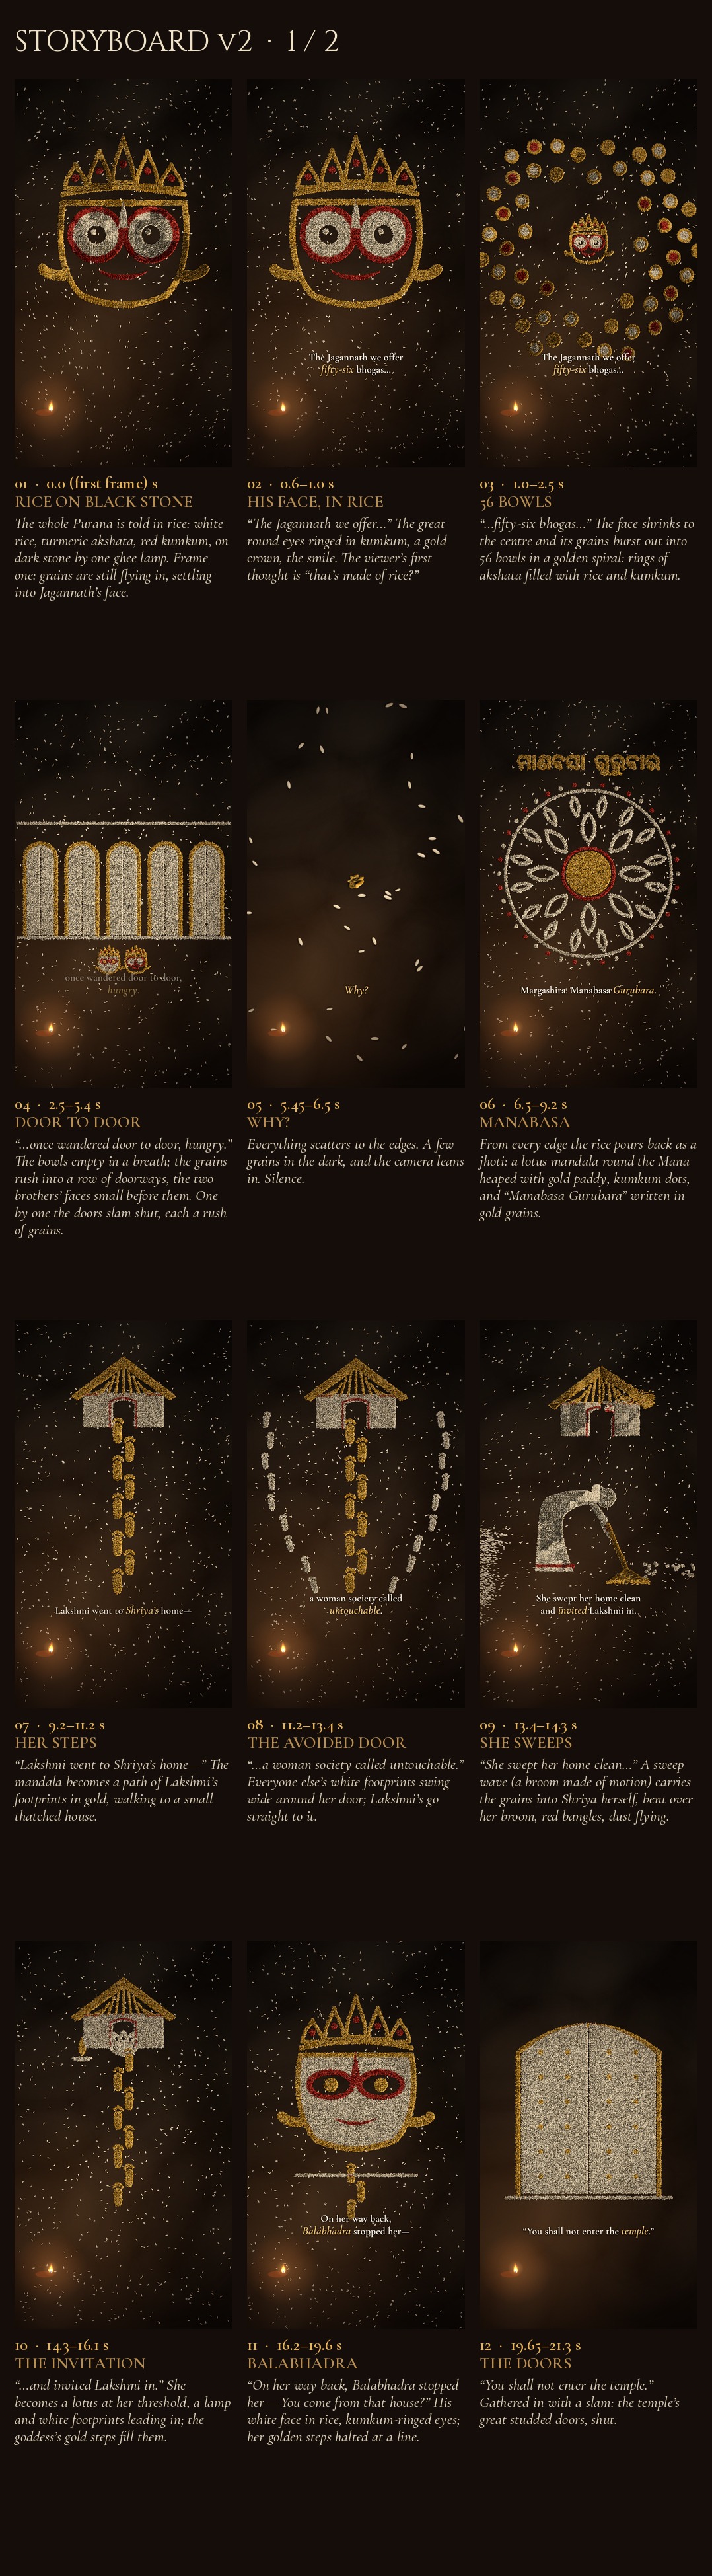 STORYBOARD v2 · 1 / 2
The Jagannath we offer
fifty-six bhogas...
The Jagannath we offer
fifty-six bhogas...
01 · 0.0 (first frame) s
RICE ON BLACK STONE
The whole Purana is told in rice: white
rice, turmeric akshata, red kumkum, on
dark stone by one ghee lamp. Frame
one: grains are still flying in, settling
into Jagannath’s face.
02 · 0.6–1.0 s
HIS FACE, IN RICE
“The Jagannath we offer…” The great
round eyes ringed in kumkum, a gold
crown, the smile. The viewer’s first
thought is “that’s made of rice?”
03 · 1.0–2.5 s
56 BOWLS
“…fifty-six bhogas…” The face shrinks to
the centre and its grains burst out into
56 bowls in a golden spiral: rings of
akshata filled with rice and kumkum.
once wandered door to door,
hungry.
Why?
ମାଣବସା ଗୁରୁବାର
Margashira: Manabasa Gurubara.
04 · 2.5–5.4 s
DOOR TO DOOR
“…once wandered door to door, hungry.”
The bowls empty in a breath; the grains
rush into a row of doorways, the two
brothers’ faces small before them. One
by one the doors slam shut, each a rush
of grains.
05 · 5.45–6.5 s
WHY?
Everything scatters to the edges. A few
grains in the dark, and the camera leans
in. Silence.
06 · 6.5–9.2 s
MANABASA
From every edge the rice pours back as a
jhoti: a lotus mandala round the Mana
heaped with gold paddy, kumkum dots,
and “Manabasa Gurubara” written in
gold grains.
Lakshmi went to Shriya’s home—
a woman society called
untouchable.
She swept her home clean
and invited Lakshmi in.
07 · 9.2–11.2 s
HER STEPS
“Lakshmi went to Shriya’s home—” The
mandala becomes a path of Lakshmi’s
footprints in gold, walking to a small
thatched house.
08 · 11.2–13.4 s
THE AVOIDED DOOR
“…a woman society called untouchable.”
Everyone else’s white footprints swing
wide around her door; Lakshmi’s go
straight to it.
09 · 13.4–14.3 s
SHE SWEEPS
“She swept her home clean…” A sweep
wave (a broom made of motion) carries
the grains into Shriya herself, bent over
her broom, red bangles, dust flying.
On her way back,
Balabhadra stopped her—
“You shall not enter the temple.”
10 · 14.3–16.1 s
THE INVITATION
“…and invited Lakshmi in.” She
becomes a lotus at her threshold, a lamp
and white footprints leading in; the
goddess’s gold steps fill them.
11 · 16.2–19.6 s
BALABHADRA
“On her way back, Balabhadra stopped
her— You come from that house?” His
white face in rice, kumkum-ringed eyes;
her golden steps halted at a line.
12 · 19.65–21.3 s
THE DOORS
“You shall not enter the temple.”
Gathered in with a slam: the temple’s
great studded doors, shut.